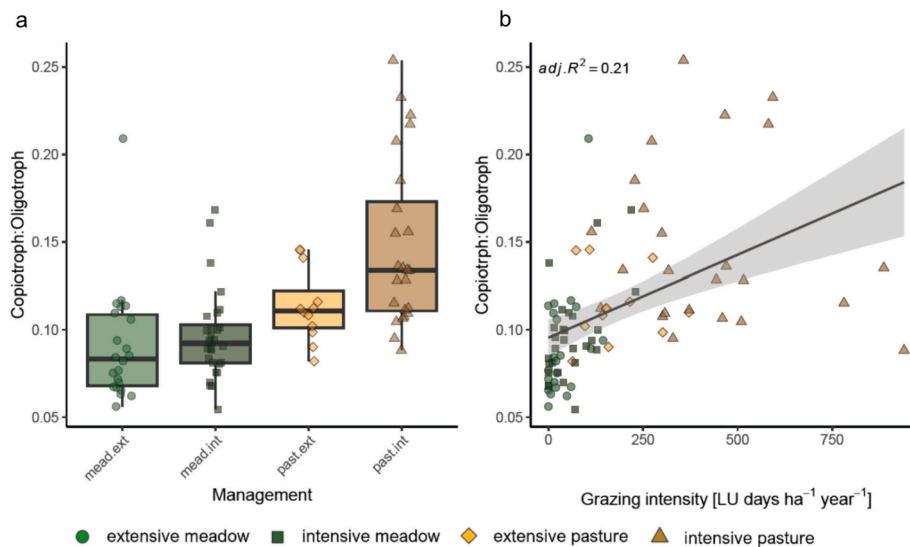 a
b
Copiotroph:Oligotroph
0.25
0.20
0.15
0.10
0.05
mead.ext
mead.int
past.ext
past.int
Management
Copiotrph:Oligotroph
adj.R² = 0.21
0.25
0.20
0.15
0.10
0.05
0
250
500
750
Grazing intensity [LU days ha⁻¹ year⁻¹]
extensive meadow
intensive meadow
extensive pasture
intensive pasture